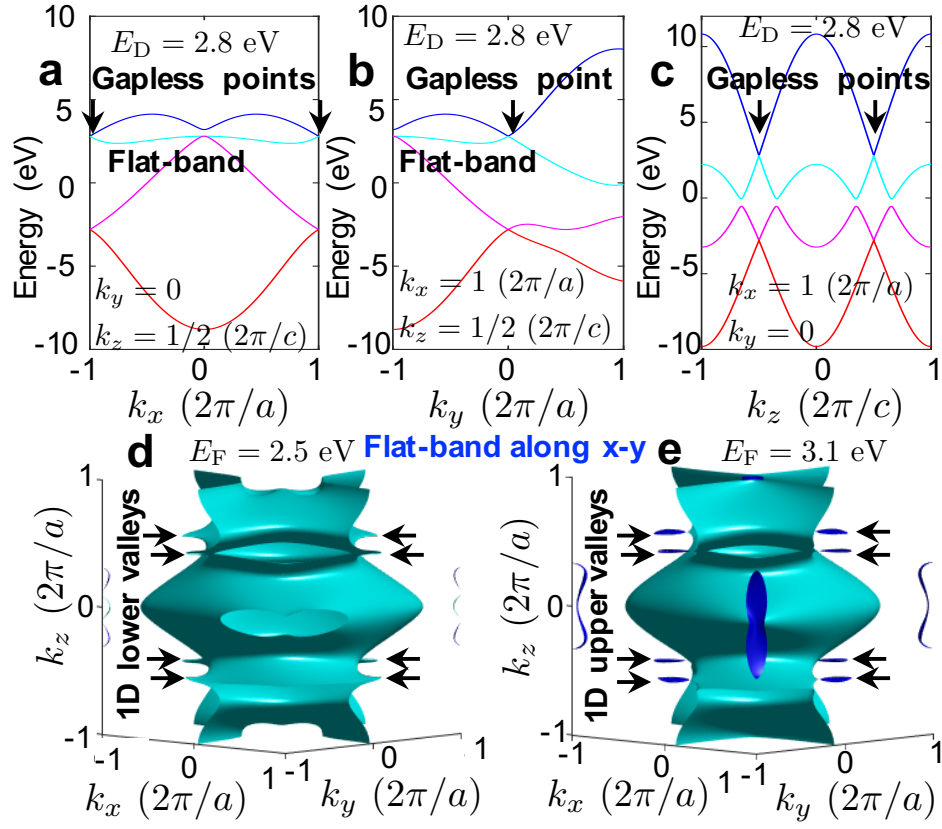 a
E_D = 2.8 eV
Gapless points
Flat-band
k_y = 0
k_z = 1/2 (2π/c)
Energy (eV)
10
5
0
-5
-10
-1
0
1
k_x (2π/a)
b
E_D = 2.8 eV
Gapless point
Flat-band
k_x = 1 (2π/a)
k_z = 1/2 (2π/c)
Energy (eV)
10
5
0
-5
-10
-1
0
1
k_y (2π/a)
c
E_D = 2.8 eV
Gapless points
k_x = 1 (2π/a)
k_y = 0
Energy (eV)
10
5
0
-5
-10
-1
0
1
k_z (2π/c)
d
E_F = 2.5 eV
Flat-band along x-y
1D lower valleys
k_z (2π/a)
1
0
-1
-1
0
1
k_x (2π/a)
-1
0
1
k_y (2π/a)
e
E_F = 3.1 eV
1D upper valleys
k_z (2π/a)
1
0
-1
-1
0
1
k_x (2π/a)
-1
0
1
k_y (2π/a)